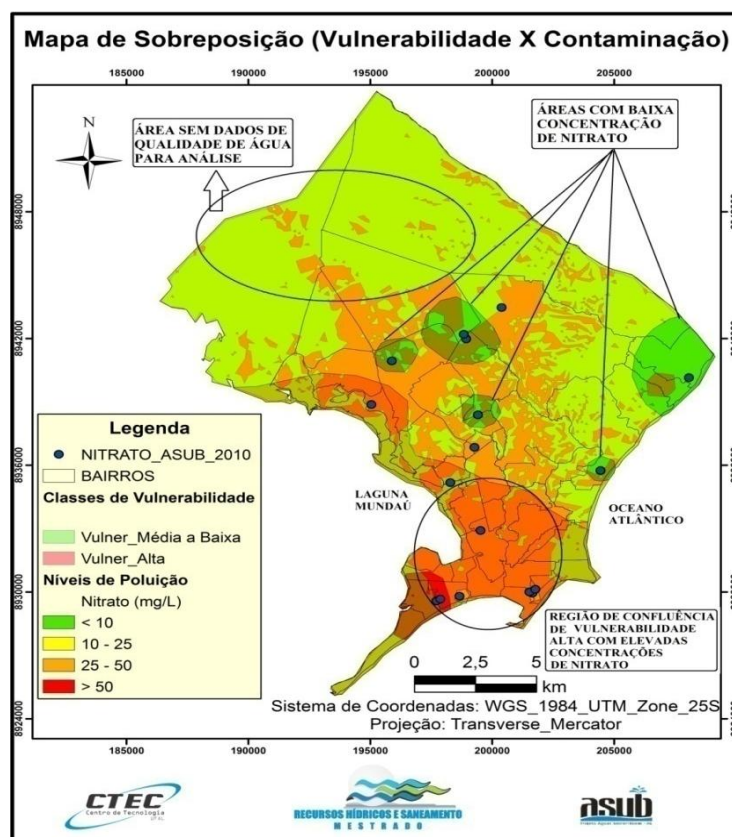 Mapa de Sobreposição (Vulnerabilidade X Contaminação)
185000 190000 195000 200000 205000
N
ÁREA SEM DADOS DE
QUALIDADE DE ÁGUA
PARA ANÁLISE
ÁREAS COM BAIXA
CONCENTRAÇÃO
DE NITRATO
8948000
8942000
8936000
8930000
8924000
Legenda
NITRATO_ASUB_2010
BAIRROS
Classes de Vulnerabilidade
Vulner_Média a Baixa
Vulner_Alta
Níveis de Poluição
Nitrato (mg/L)
< 10
10 - 25
25 - 50
> 50
LAGUNA
MUNDAÚ
OCEANO
ATLÂNTICO
REGIÃO DE CONFLUÊNCIA
DE VULNERABILIDADE
ALTA COM ELEVADAS
CONCENTRAÇÕES
DE NITRATO
0 2,5 5
km
Sistema de Coordenadas: WGS_1984_UTM_Zone_25S
Projeção: Transverse_Mercator
185000 190000 195000 200000 205000
CTEC
Centro de Tecnologia
RECURSOS HÍDRICOS E SANEAMENTO
MESTRADO
asub